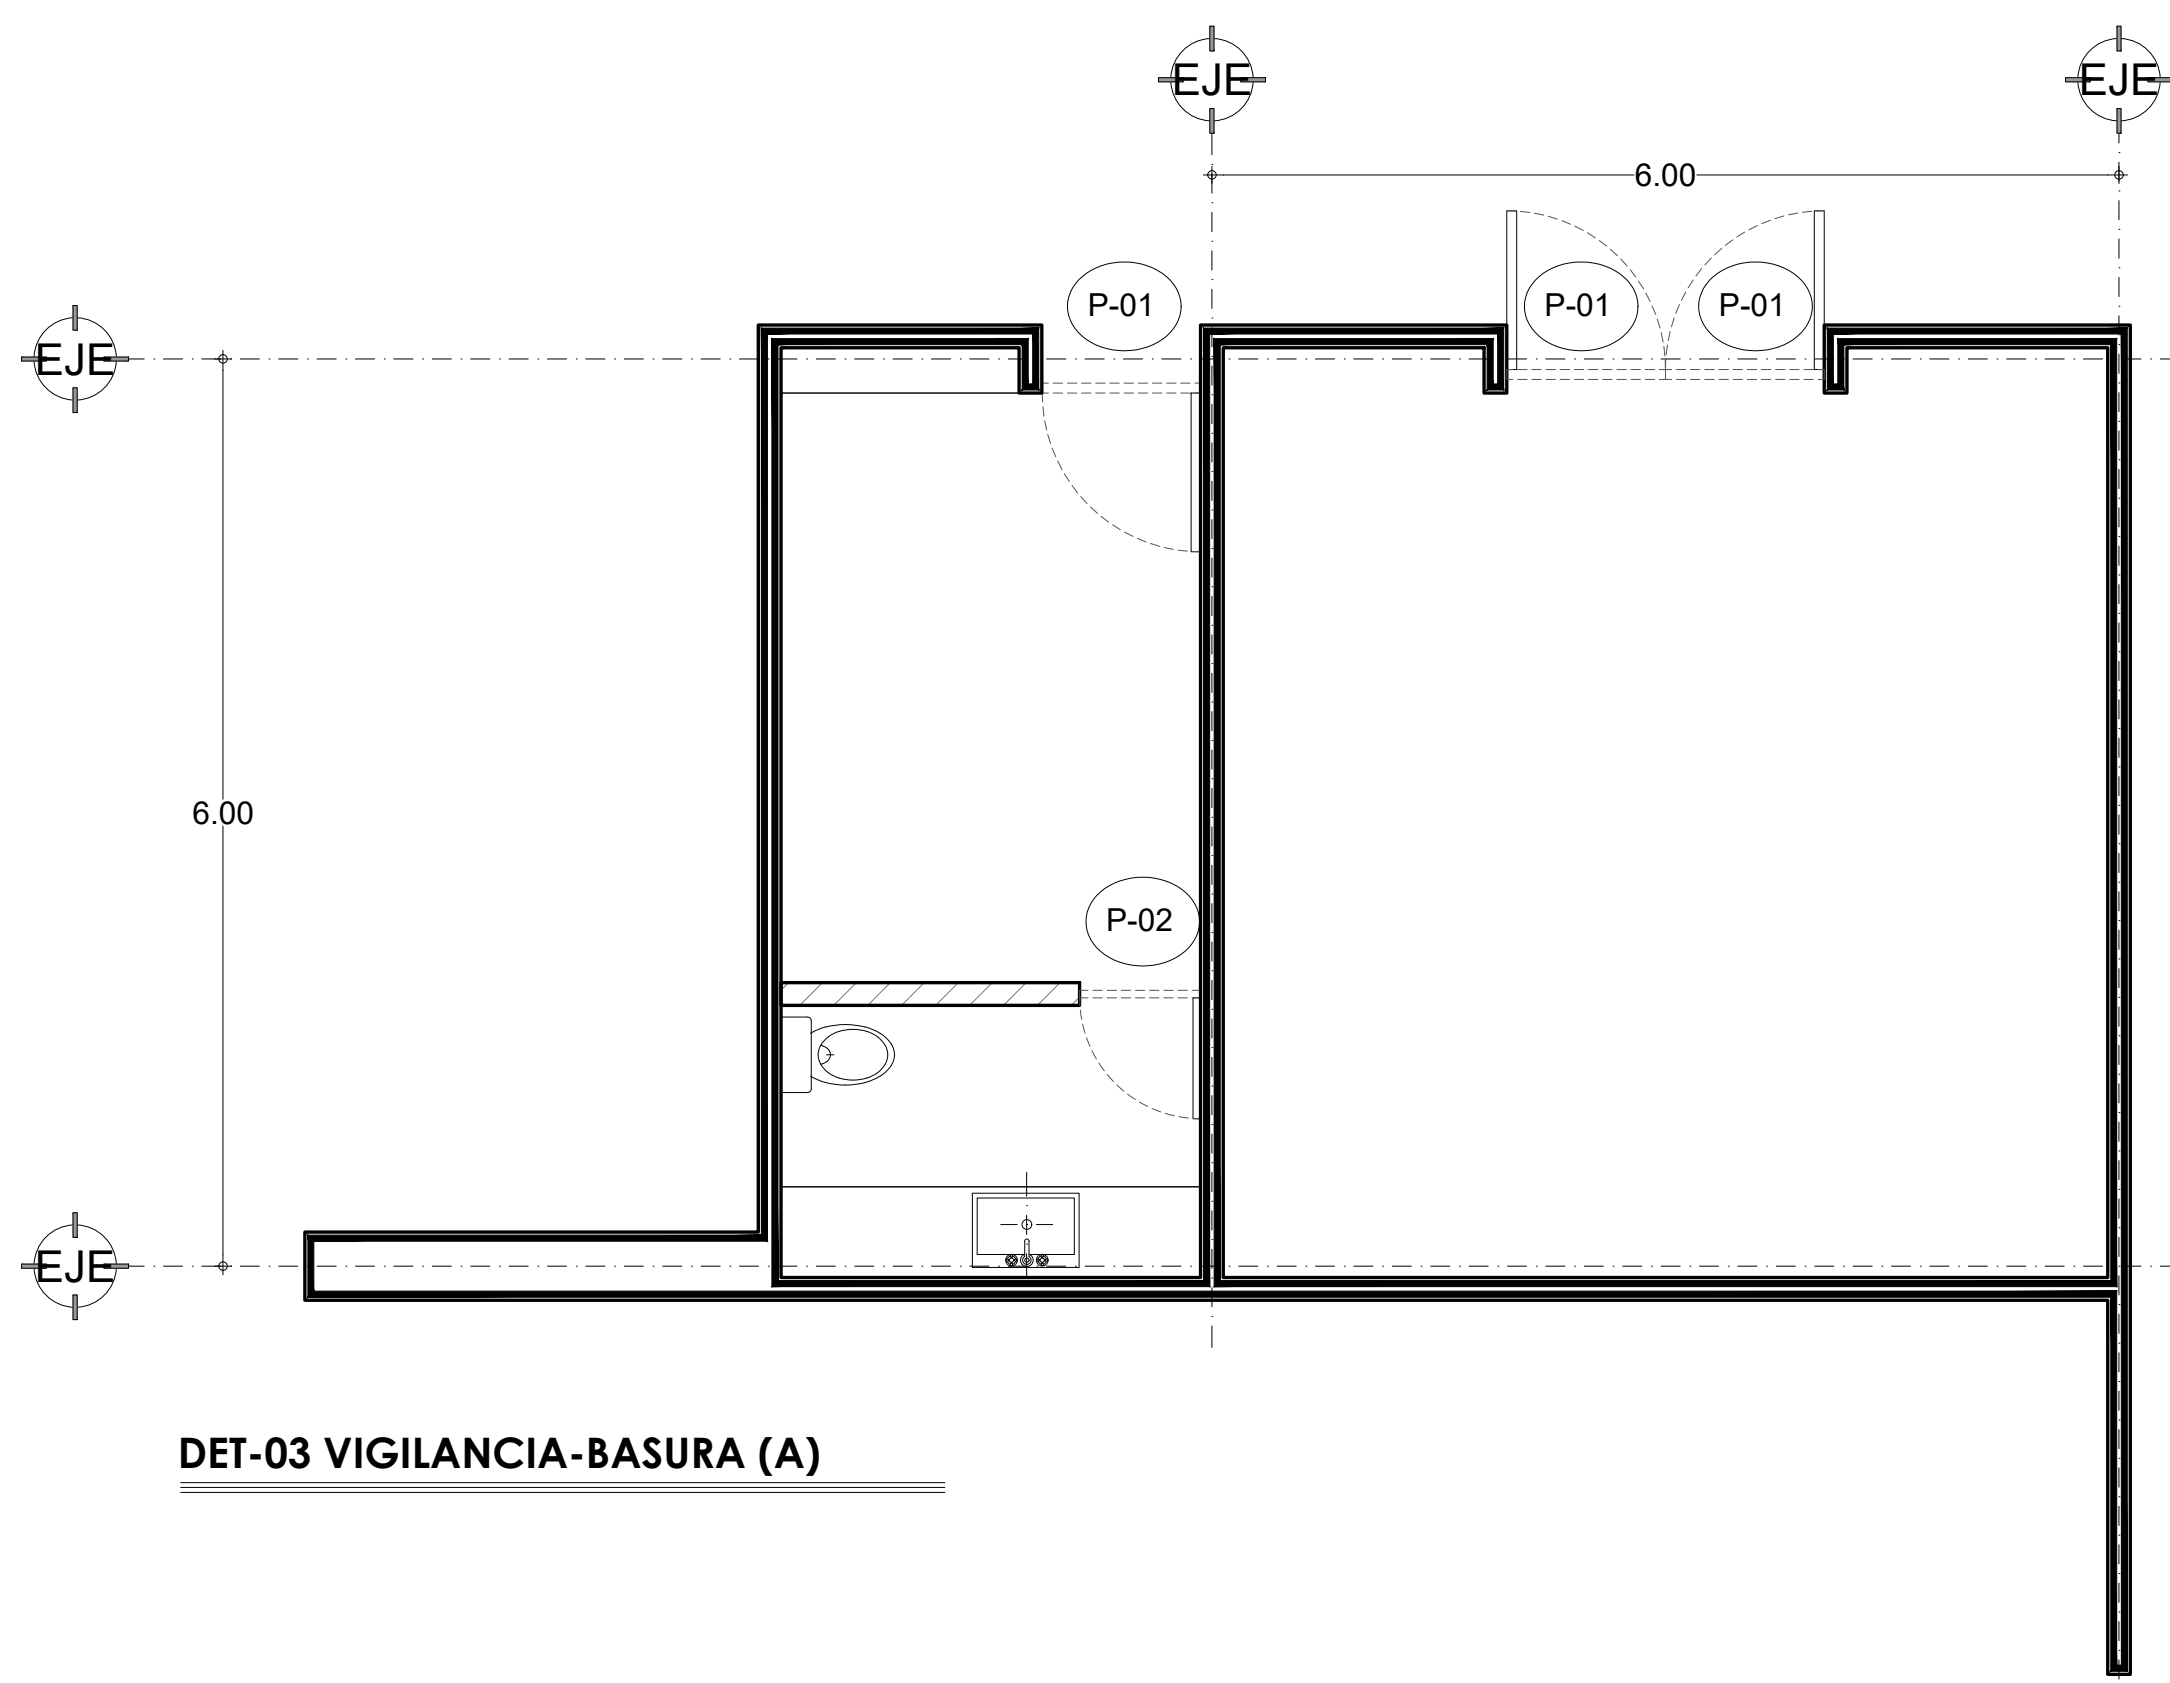 EJE
EJE
6.00
P-01
P-01
P-01
EJE
6.00
P-02
EJE
DET-03 VIGILANCIA-BASURA (A)